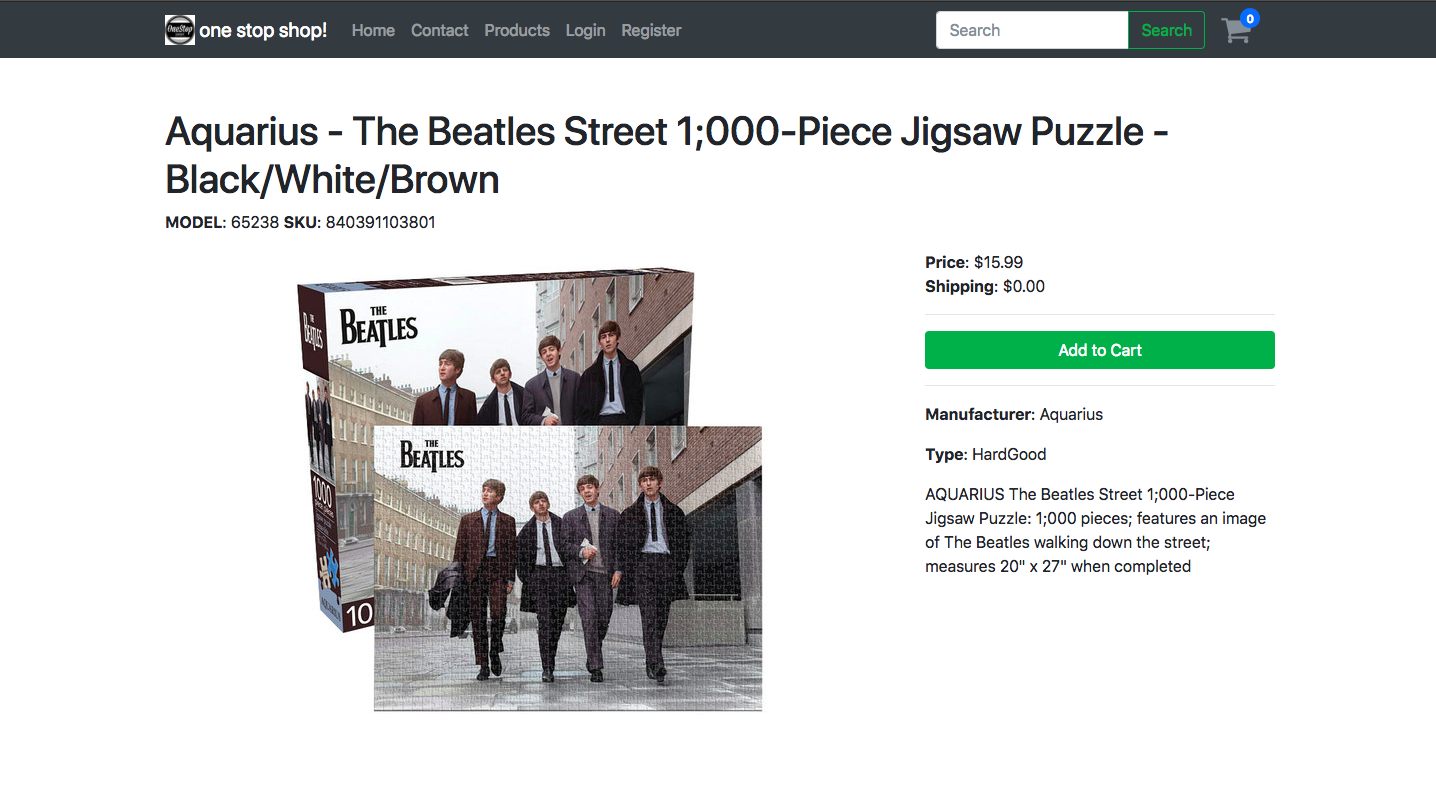 OneStop
one stop shop!
Home
Contact
Products
Login
Register
Search
Search
0
Aquarius - The Beatles Street 1;000-Piece Jigsaw Puzzle -
Black/White/Brown
MODEL: 65238 SKU: 840391103801
THE
BEATLES
THE
BEATLES
1000
AQUARIUS
10
THE
BEATLES
Price: $15.99
Shipping: $0.00
Add to Cart
Manufacturer: Aquarius
Type: HardGood
AQUARIUS The Beatles Street 1;000-Piece
Jigsaw Puzzle: 1;000 pieces; features an image
of The Beatles walking down the street;
measures 20" x 27" when completed